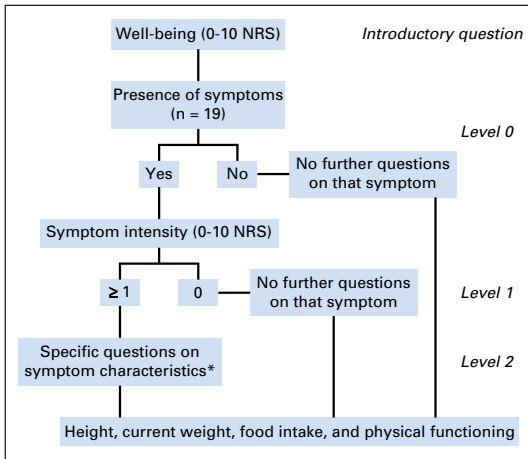 Well-being (0-10 NRS)
Introductory question
Presence of symptoms
(n = 19)
Level 0
Yes
No
No further questions
on that symptom
Symptom intensity (0-10 NRS)
≥ 1
0
No further questions
on that symptom
Level 1
Specific questions on
symptom characteristics*
Level 2
Height, current weight, food intake, and physical functioning